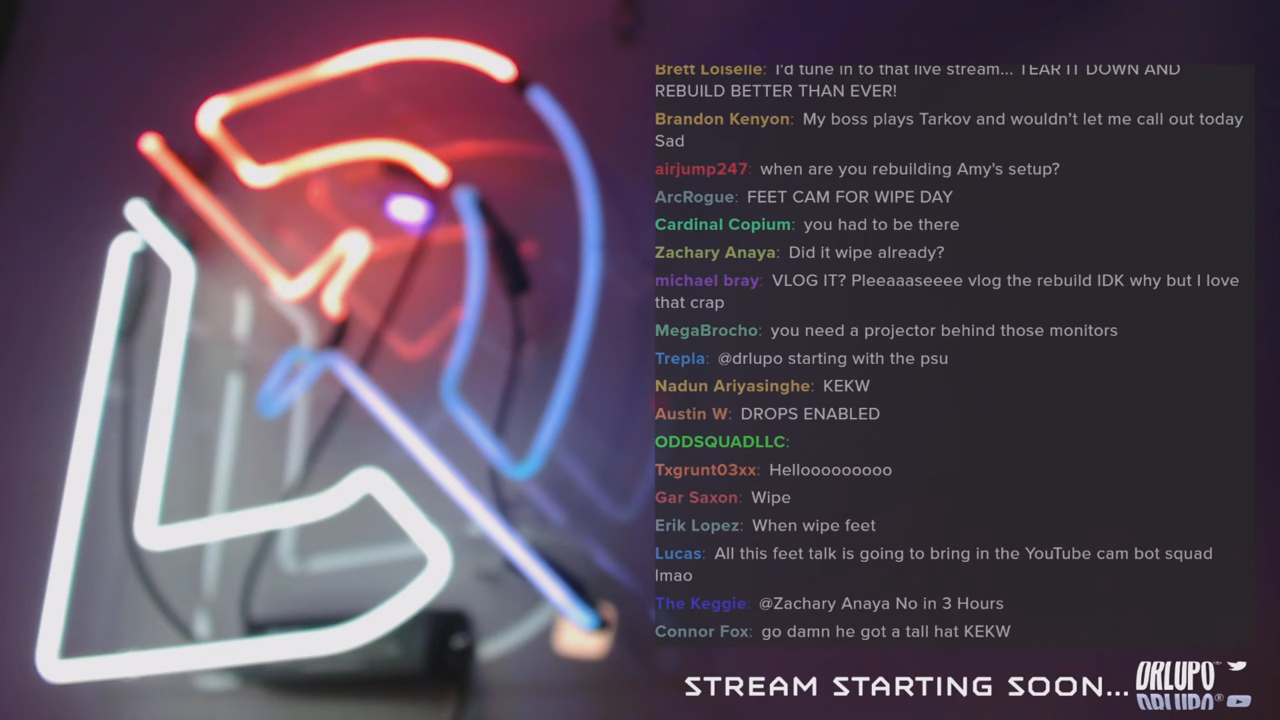 Brett Loiselle: I'd tune in to that live stream... TEAR IT DOWN AND
REBUILD BETTER THAN EVER!
Brandon Kenyon: My boss plays Tarkov and wouldn't let me call out today
Sad
airjump247: when are you rebuilding Amy's setup?
ArcRogue: FEET CAM FOR WIPE DAY
Cardinal Copium: you had to be there
Zachary Anaya: Did it wipe already?
michael bray: VLOG IT? Pleeaaaseeee vlog the rebuild IDK why but I love
that crap
MegaBrocho: you need a projector behind those monitors
Trepla: @drlupo starting with the psu
Nadun Ariyasinghe: KEKW
Austin W: DROPS ENABLED
ODDSQUADLLC:
Txgrunt03xx: Hellooooooooo
Gar Saxon: Wipe
Erik Lopez: When wipe feet
Lucas: All this feet talk is going to bring in the YouTube cam bot squad
lmao
The Keggie: @Zachary Anaya No in 3 Hours
Connor Fox: go damn he got a tall hat KEKW
STREAM STARTING SOON...
DRLUPO®
DRLUPO®